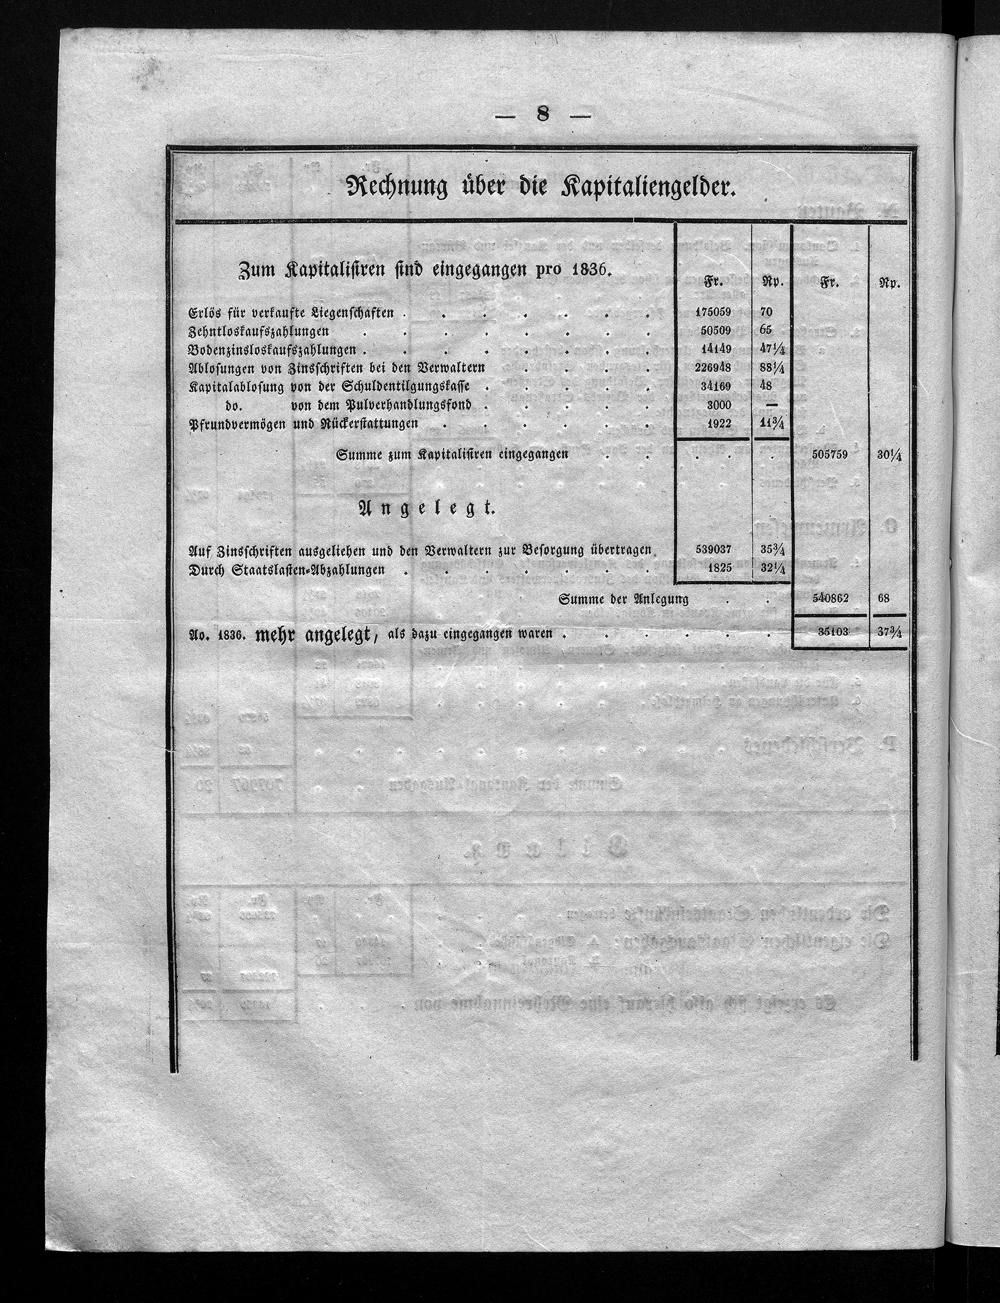 — 8 —
Rechnung über die Kapitaliengelder.
Zum Kapitalisiren sind eingegangen pro 1836. Fr. Rp. Fr. Rp.
Erlös für verkaufte Liegenschaften . . . . . . . 175059 70
Zehntloskaufszahlungen . . . . . . . . 50509 65
Bodenzinsloskaufszahlungen . . . . . . . . 14149 47¼
Ablosungen von Zinsschriften bei den Verwaltern 226948 88¼
Kapitalablosung von der Schuldentilgungskasse . . . . . 34169 48
do. von dem Pulverhandlungsfond . . . . . 3000 —
Pfrundvermögen und Rückerstattungen . . . . . . 1922 11¾
Summe zum Kapitalisiren eingegangen . . . . . 505759 30¼
Angelegt.
Auf Zinsschriften ausgeliehen und den Verwaltern zur Besorgung übertragen 539037 35¾
Durch Staatslasten-Abzahlungen . . . . . . . 1825 32¼
Summe der Anlegung . . 540862 68
Ao. 1836. mehr angelegt, als dazu eingegangen waren . . . . . . 35103 37¾